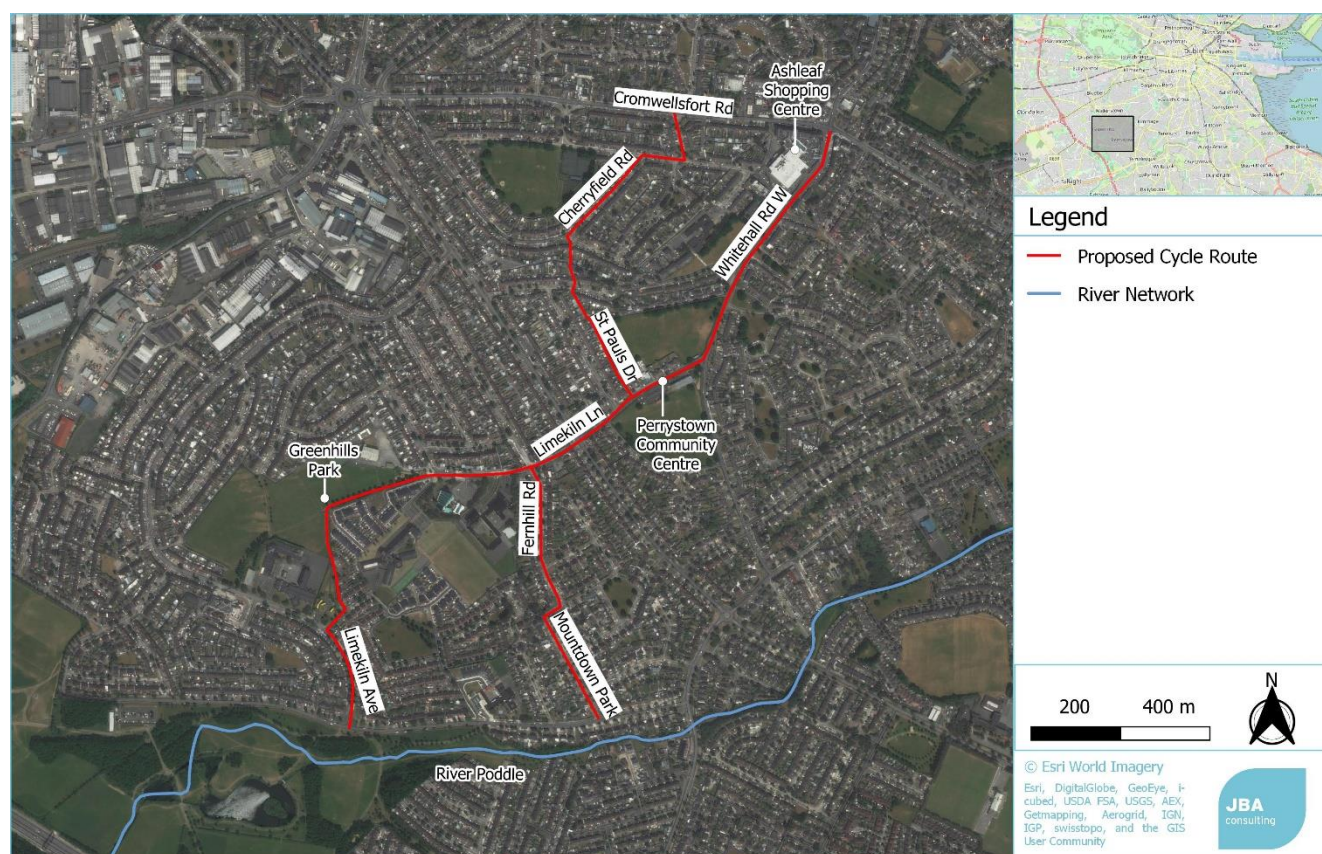 Cromwellsfort Rd
Ashleaf
Shopping
Centre
Cherryfield Rd
Whitehall Rd W
St Pauls Dr
Limekiln Ln
Perrystown
Community
Centre
Greenhills
Park
Fernhill Rd
Limekiln Ave
Mountdown Park
River Poddle
Legend
Proposed Cycle Route
River Network
200
400 m
N
© Esri World Imagery
Esri, DigitalGlobe, GeoEye, i-
cubed, USDA FSA, USGS, AEX,
Getmapping, Aerogrid, IGN,
IGP, swisstopo, and the GIS
User Community
JBA
consulting